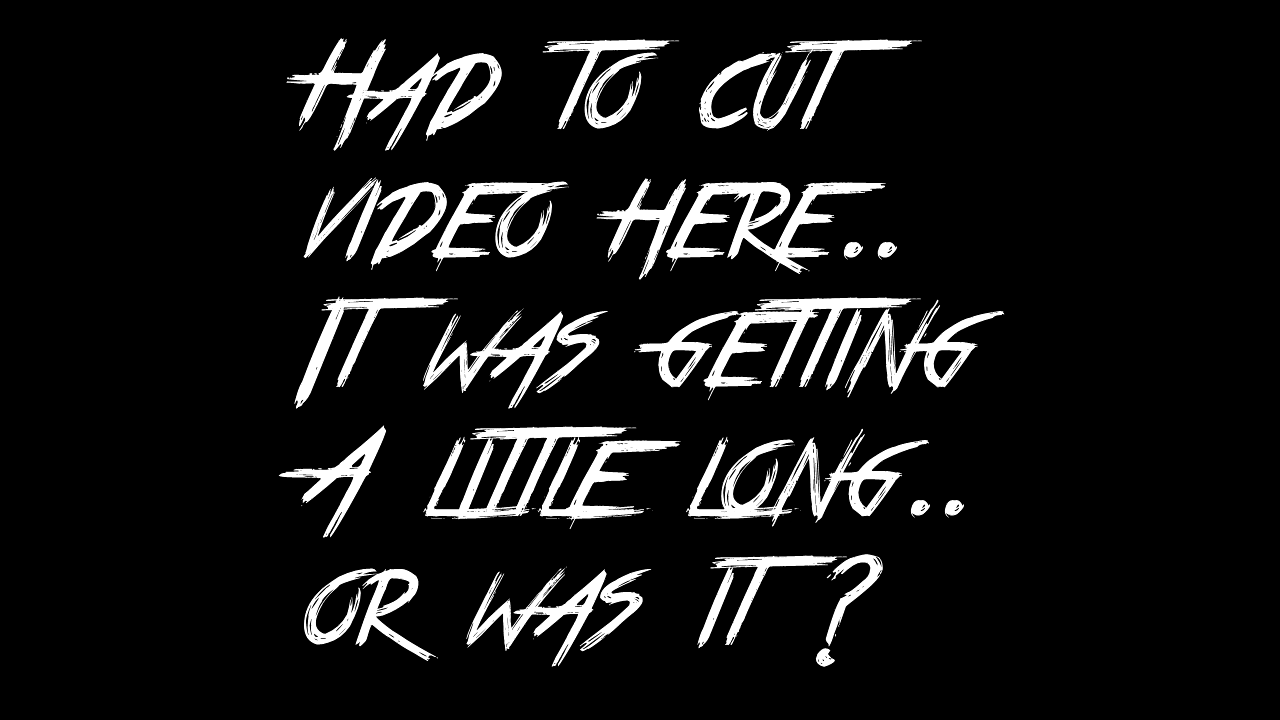 HAD TO CUT
VIDEO HERE..
IT WAS GETTING
A LITTLE LONG..
OR WAS IT?